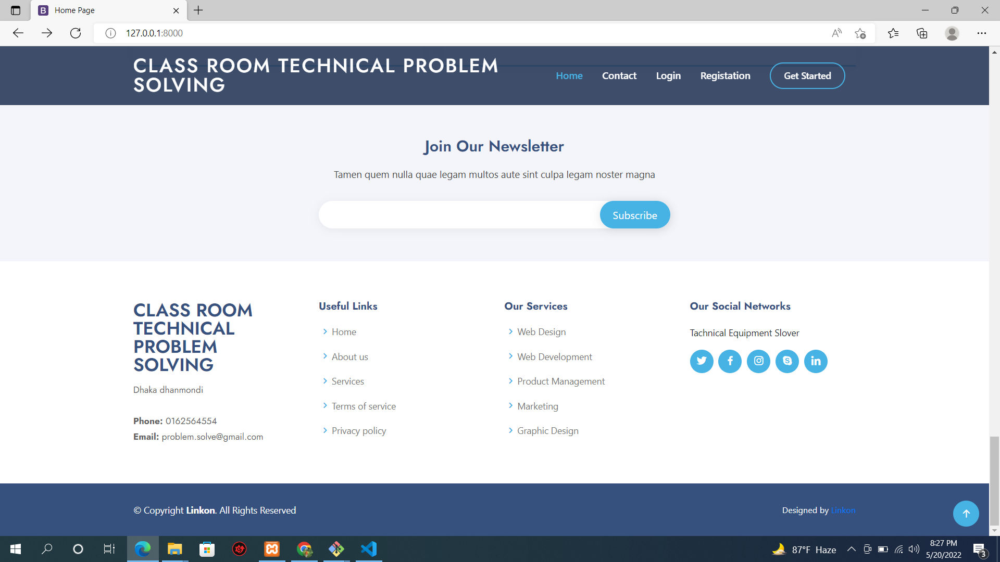 Home Page
127.0.0.1:8000
CLASS ROOM TECHNICAL PROBLEM
SOLVING
Home
Contact
Login
Registation
Get Started
Join Our Newsletter
Tamen quem nulla quae legam multos aute sint culpa legam noster magna
Subscribe
CLASS ROOM
TECHNICAL
PROBLEM
SOLVING
Dhaka dhanmondi
Phone: 0162564554
Email: problem.solve@gmail.com
Useful Links
Home
About us
Services
Terms of service
Privacy policy
Our Services
Web Design
Web Development
Product Management
Marketing
Graphic Design
Our Social Networks
Tachnical Equipment Slover
© Copyright Linkon. All Rights Reserved
Designed by Linkon
87°F Haze
8:27 PM
5/20/2022
3